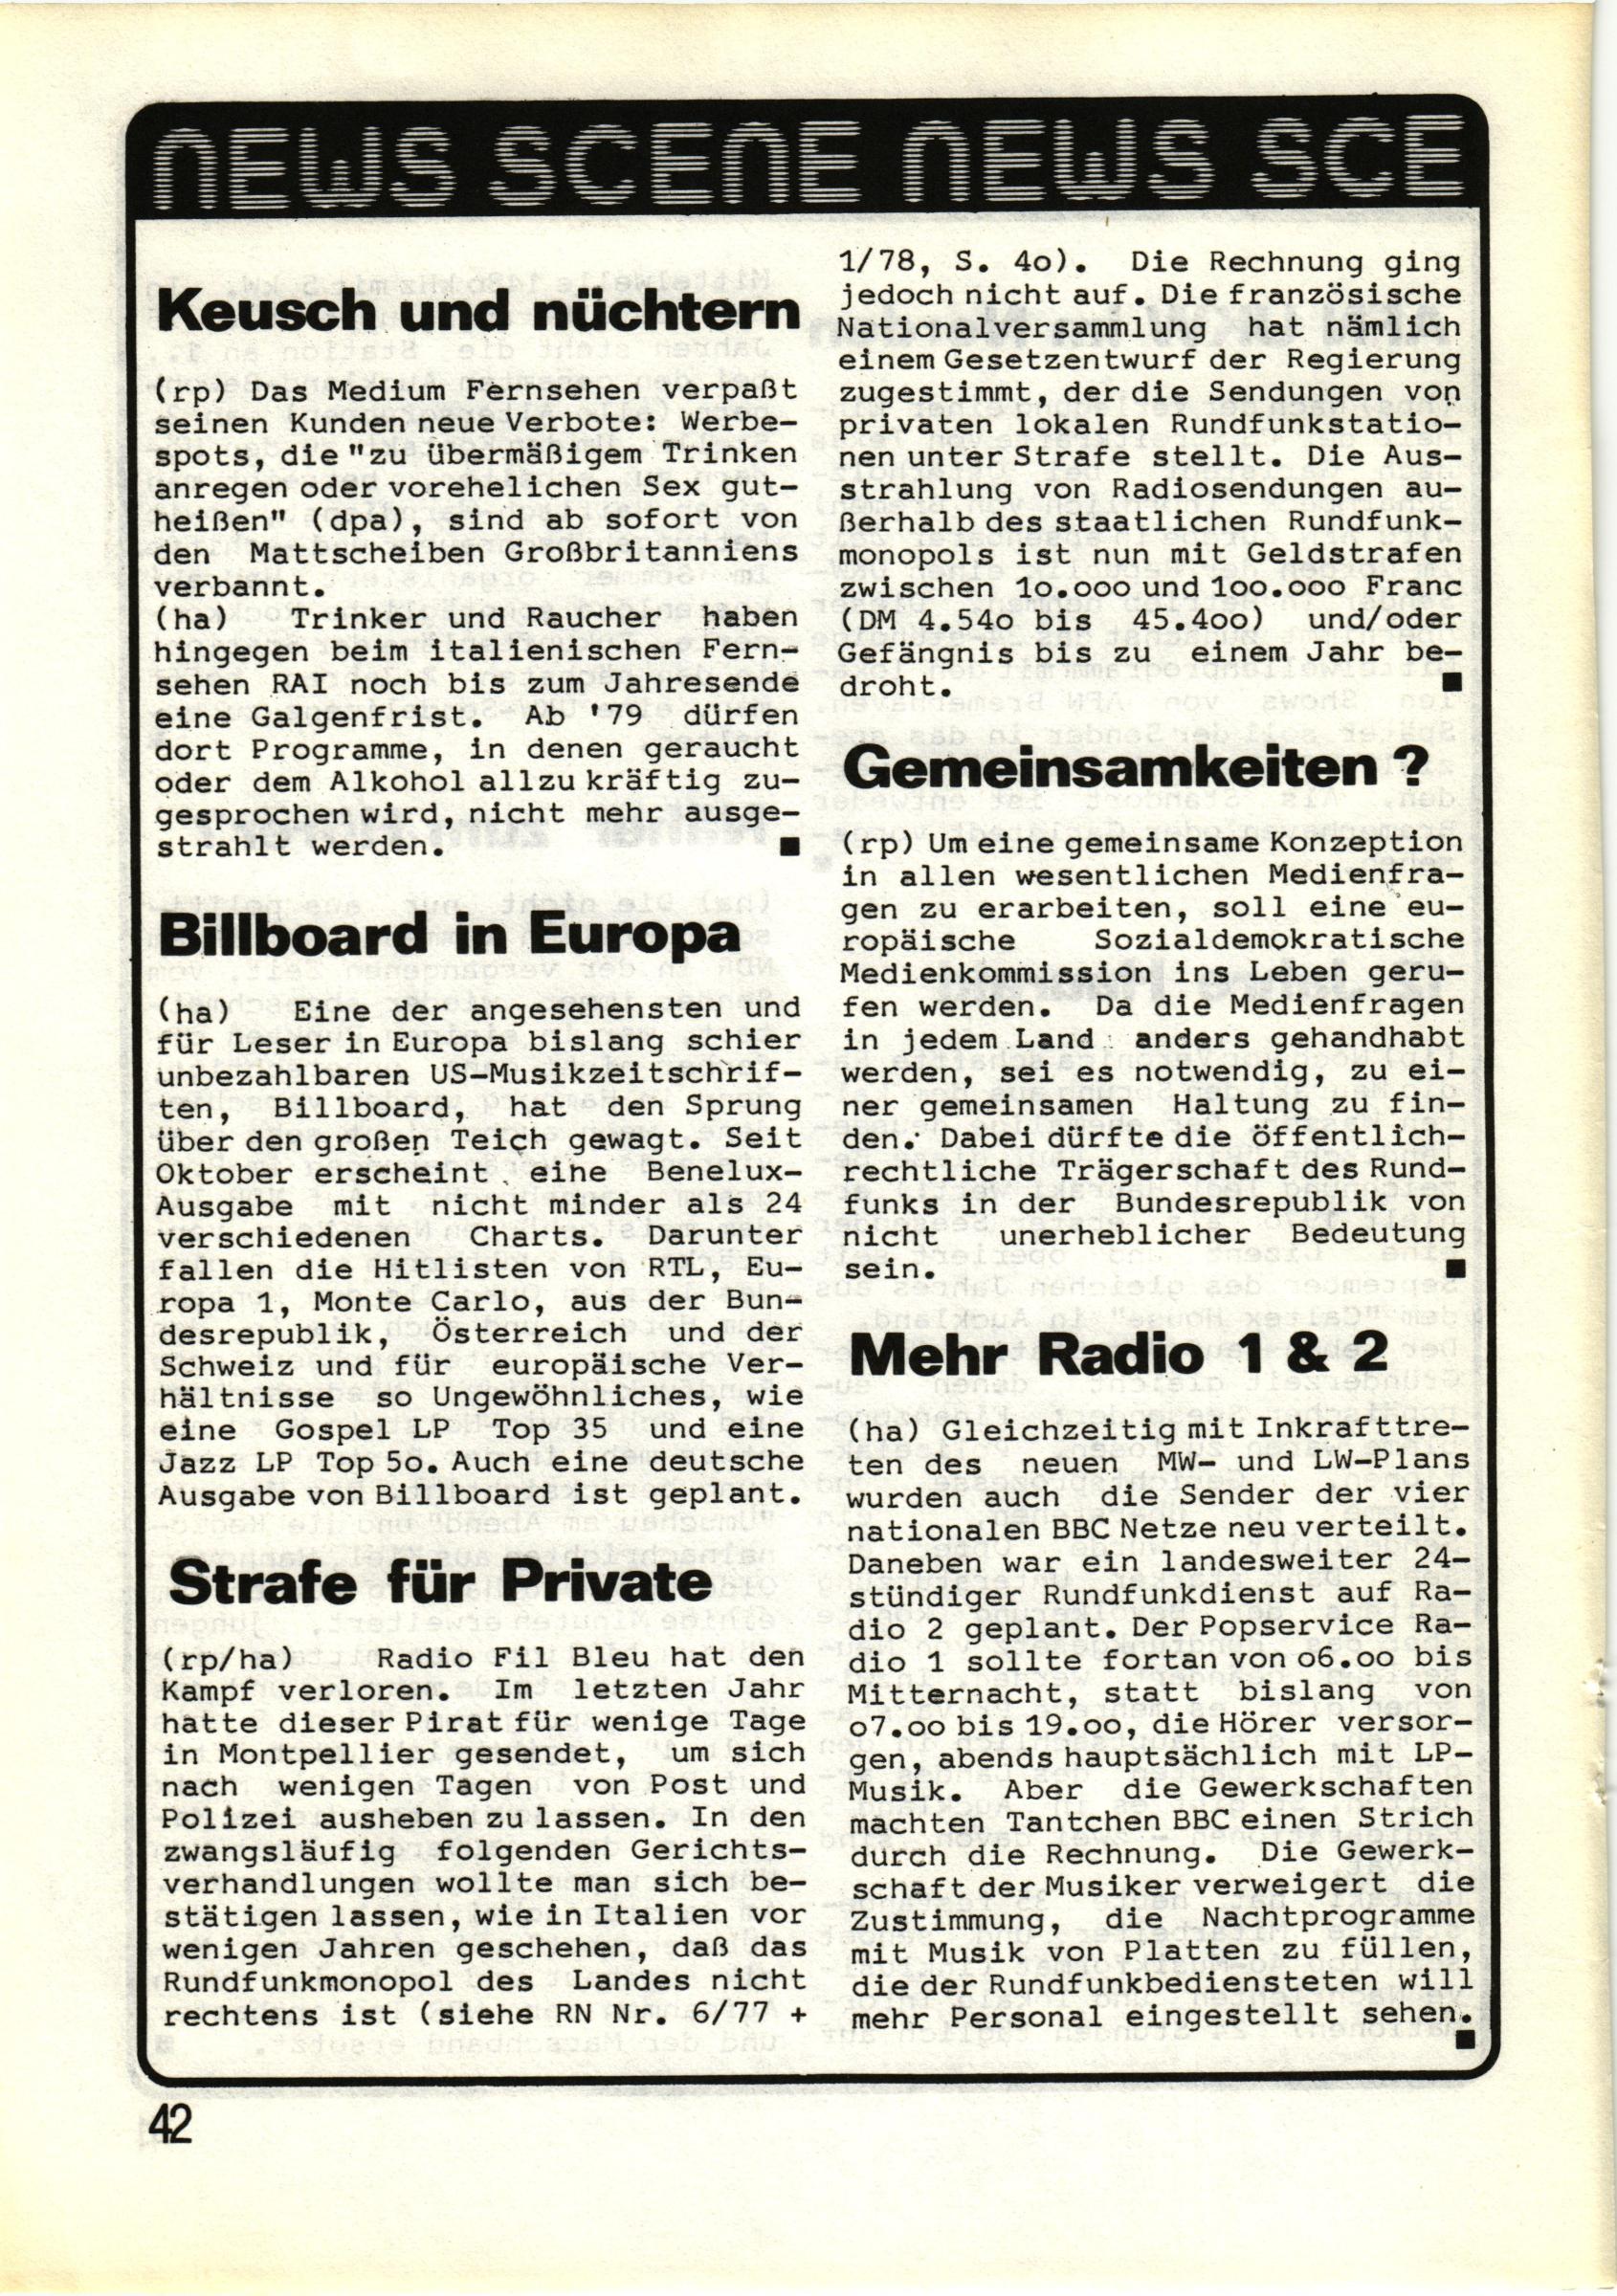 NEWS SCENE NEWS SCE
Keusch und nüchtern
(rp) Das Medium Fernsehen verpaßt
seinen Kunden neue Verbote: Werbe-
spots, die "zu übermäßigem Trinken
anregen oder vorehelichen Sex gut-
heißen" (dpa), sind ab sofort von
den Mattscheiben Großbritanniens
verbannt.
(ha) Trinker und Raucher haben
hingegen beim italienischen Fern-
sehen RAI noch bis zum Jahresende
eine Galgenfrist. Ab '79 dürfen
dort Programme, in denen geraucht
oder dem Alkohol allzu kräftig zu-
gesprochen wird, nicht mehr ausge-
strahlt werden. ■
Billboard in Europa
(ha) Eine der angesehensten und
für Leser in Europa bislang schier
unbezahlbaren US-Musikzeitschrif-
ten, Billboard, hat den Sprung
über den großen Teich gewagt. Seit
Oktober erscheint eine Benelux-
Ausgabe mit nicht minder als 24
verschiedenen Charts. Darunter
fallen die Hitlisten von RTL, Eu-
ropa 1, Monte Carlo, aus der Bun-
desrepublik, Österreich und der
Schweiz und für europäische Ver-
hältnisse so Ungewöhnliches, wie
eine Gospel LP Top 35 und eine
Jazz LP Top 5o. Auch eine deutsche
Ausgabe von Billboard ist geplant.
Strafe für Private
(rp/ha) Radio Fil Bleu hat den
Kampf verloren. Im letzten Jahr
hatte dieser Pirat für wenige Tage
in Montpellier gesendet, um sich
nach wenigen Tagen von Post und
Polizei ausheben zu lassen. In den
zwangsläufig folgenden Gerichts-
verhandlungen wollte man sich be-
stätigen lassen, wie in Italien vor
wenigen Jahren geschehen, daß das
Rundfunkmonopol des Landes nicht
rechtens ist (siehe RN Nr. 6/77 +
1/78, S. 4o). Die Rechnung ging
jedoch nicht auf. Die französische
Nationalversammlung hat nämlich
einem Gesetzentwurf der Regierung
zugestimmt, der die Sendungen von
privaten lokalen Rundfunkstatio-
nen unter Strafe stellt. Die Aus-
strahlung von Radiosendungen au-
ßerhalb des staatlichen Rundfunk-
monopols ist nun mit Geldstrafen
zwischen 1o.ooo und 1oo.ooo Franc
(DM 4.54o bis 45.4oo) und/oder
Gefängnis bis zu einem Jahr be-
droht. ■
Gemeinsamkeiten ?
(rp) Um eine gemeinsame Konzeption
in allen wesentlichen Medienfra-
gen zu erarbeiten, soll eine eu-
ropäische Sozialdemokratische
Medienkommission ins Leben geru-
fen werden. Da die Medienfragen
in jedem Land anders gehandhabt
werden, sei es notwendig, zu ei-
ner gemeinsamen Haltung zu fin-
den. Dabei dürfte die öffentlich-
rechtliche Trägerschaft des Rund-
funks in der Bundesrepublik von
nicht unerheblicher Bedeutung
sein. ■
Mehr Radio 1 & 2
(ha) Gleichzeitig mit Inkrafttre-
ten des neuen MW- und LW-Plans
wurden auch die Sender der vier
nationalen BBC Netze neu verteilt.
Daneben war ein landesweiter 24-
stündiger Rundfunkdienst auf Ra-
dio 2 geplant. Der Popservice Ra-
dio 1 sollte fortan von o6.oo bis
Mitternacht, statt bislang von
o7.oo bis 19.oo, die Hörer versor-
gen, abends hauptsächlich mit LP-
Musik. Aber die Gewerkschaften
machten Tantchen BBC einen Strich
durch die Rechnung. Die Gewerk-
schaft der Musiker verweigert die
Zustimmung, die Nachtprogramme
mit Musik von Platten zu füllen,
die der Rundfunkbediensteten will
mehr Personal eingestellt sehen.
■
42